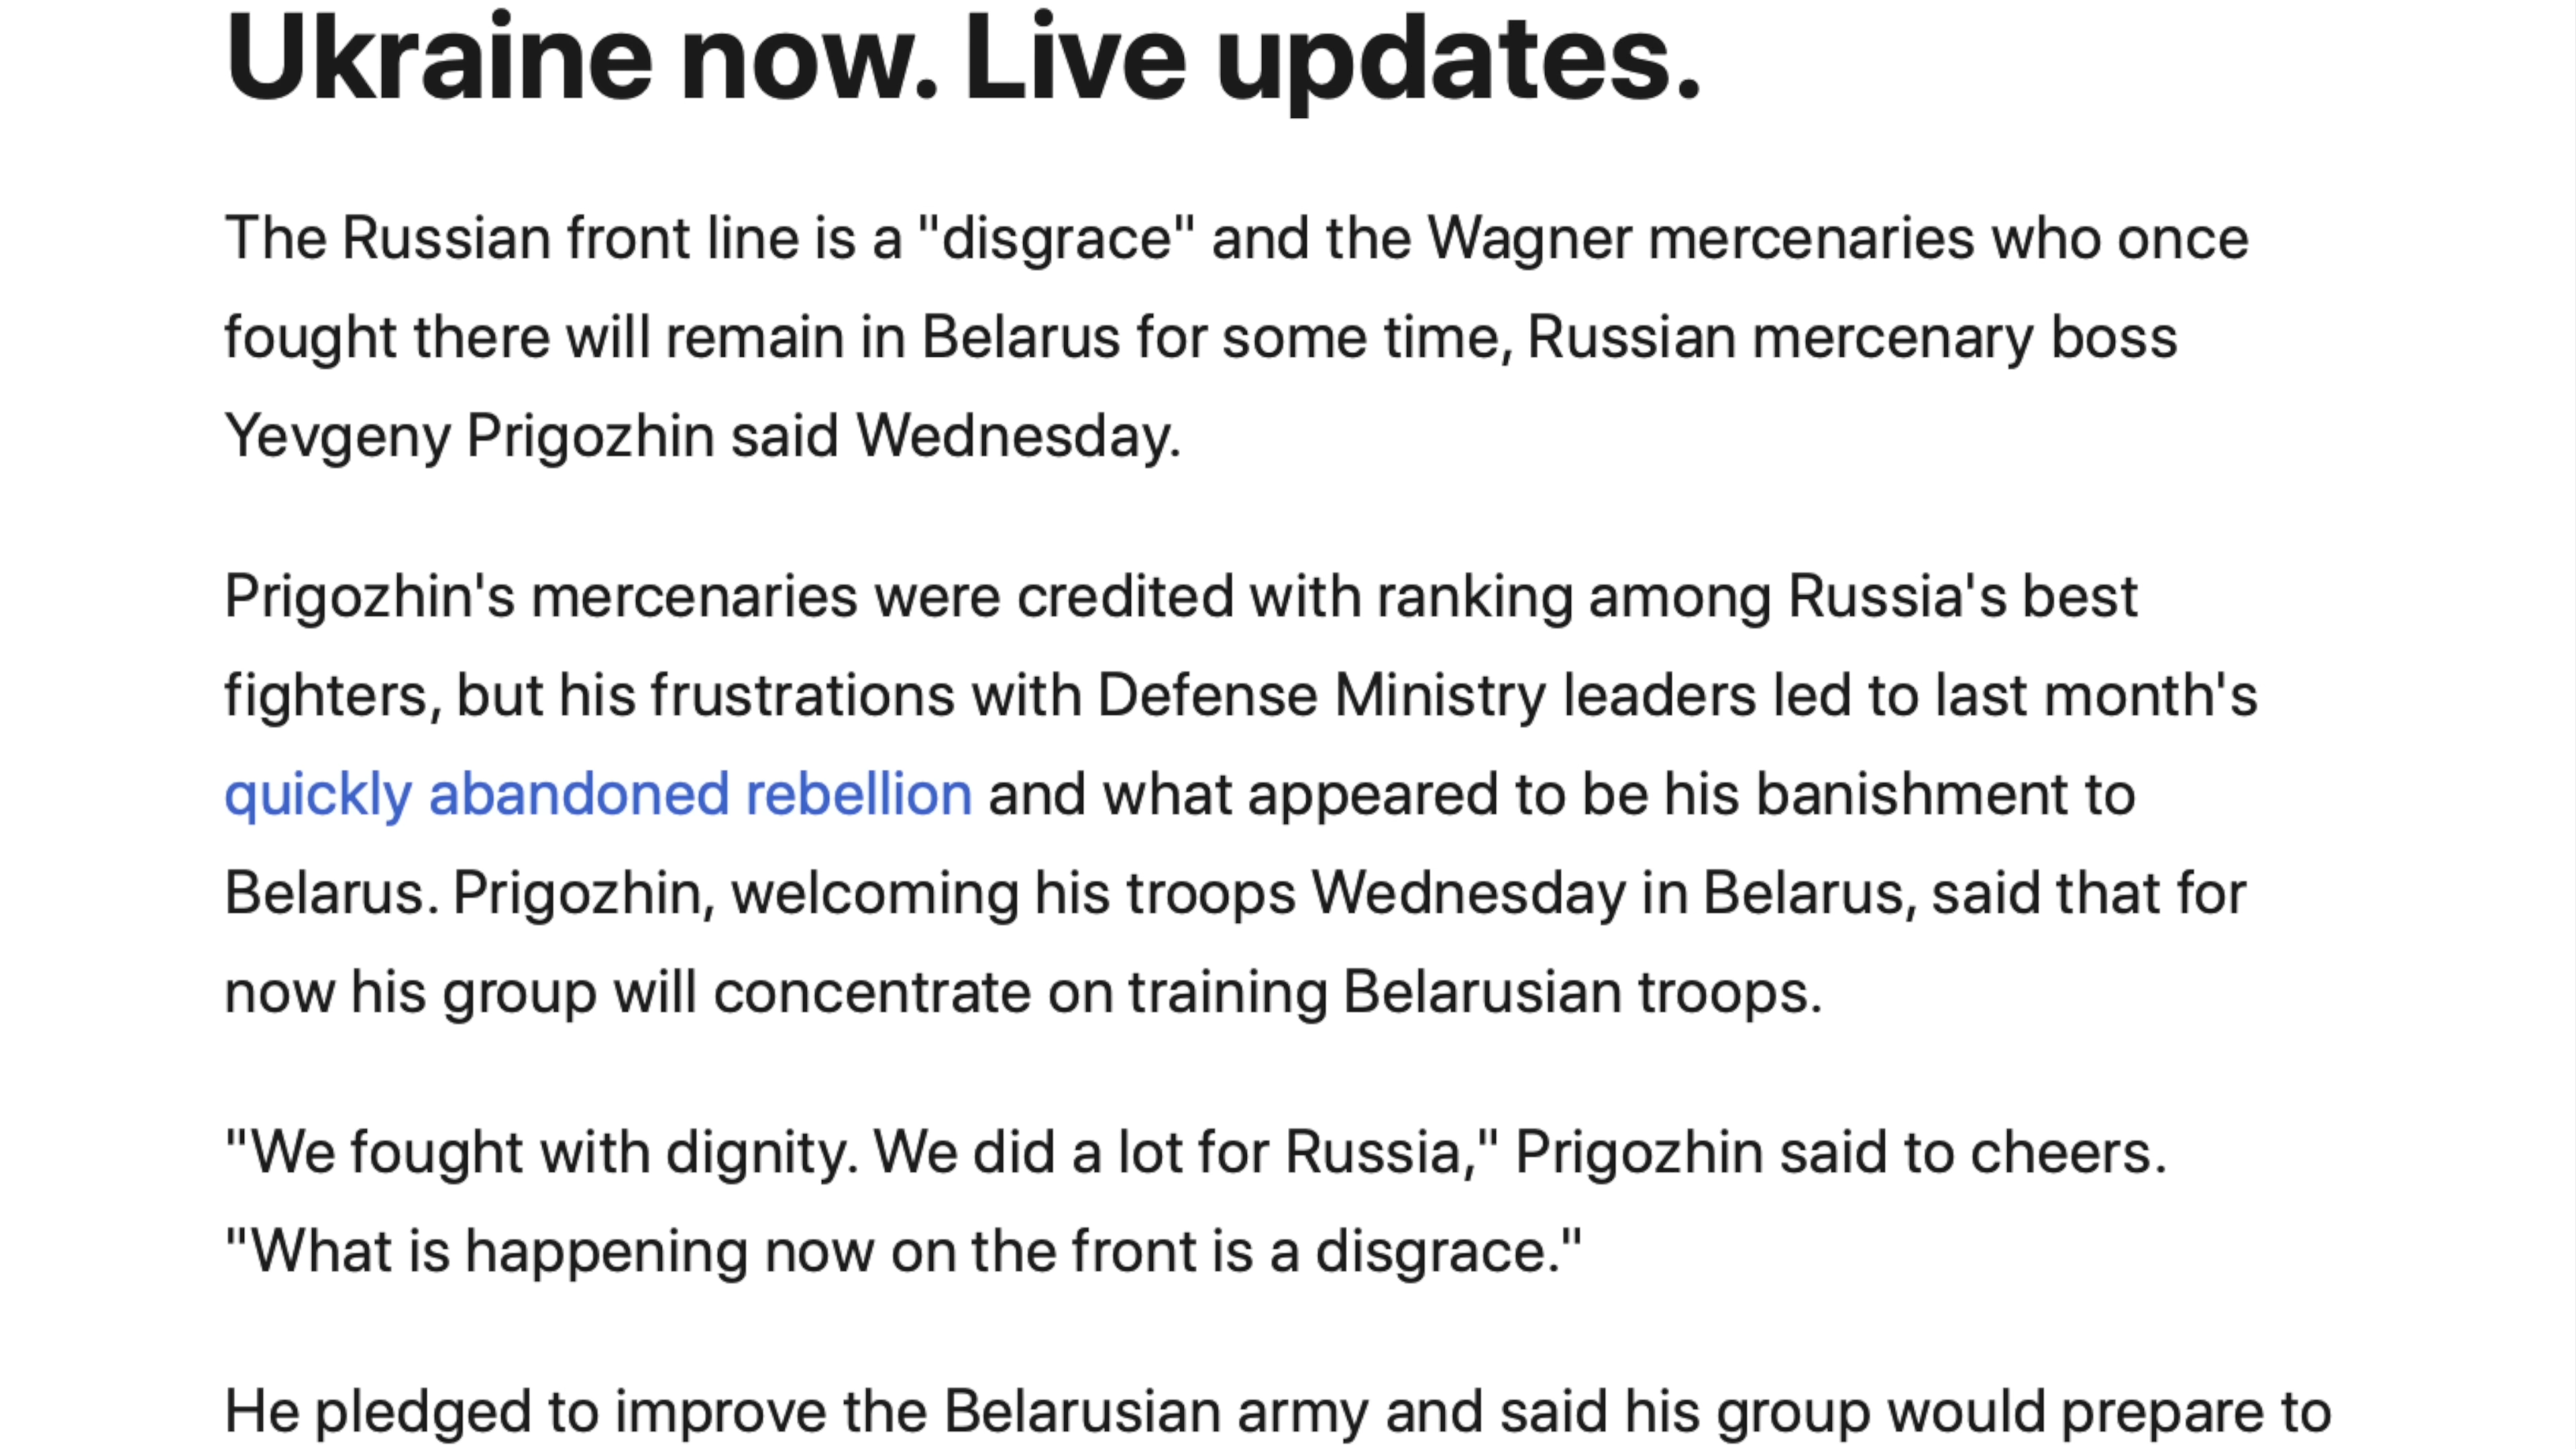 Ukraine now. Live updates.
The Russian front line is a "disgrace" and the Wagner mercenaries who once
fought there will remain in Belarus for some time, Russian mercenary boss
Yevgeny Prigozhin said Wednesday.
Prigozhin's mercenaries were credited with ranking among Russia's best
fighters, but his frustrations with Defense Ministry leaders led to last month's
quickly abandoned rebellion and what appeared to be his banishment to
Belarus. Prigozhin, welcoming his troops Wednesday in Belarus, said that for
now his group will concentrate on training Belarusian troops.
"We fought with dignity. We did a lot for Russia," Prigozhin said to cheers.
"What is happening now on the front is a disgrace."
He pledged to improve the Belarusian army and said his group would prepare to